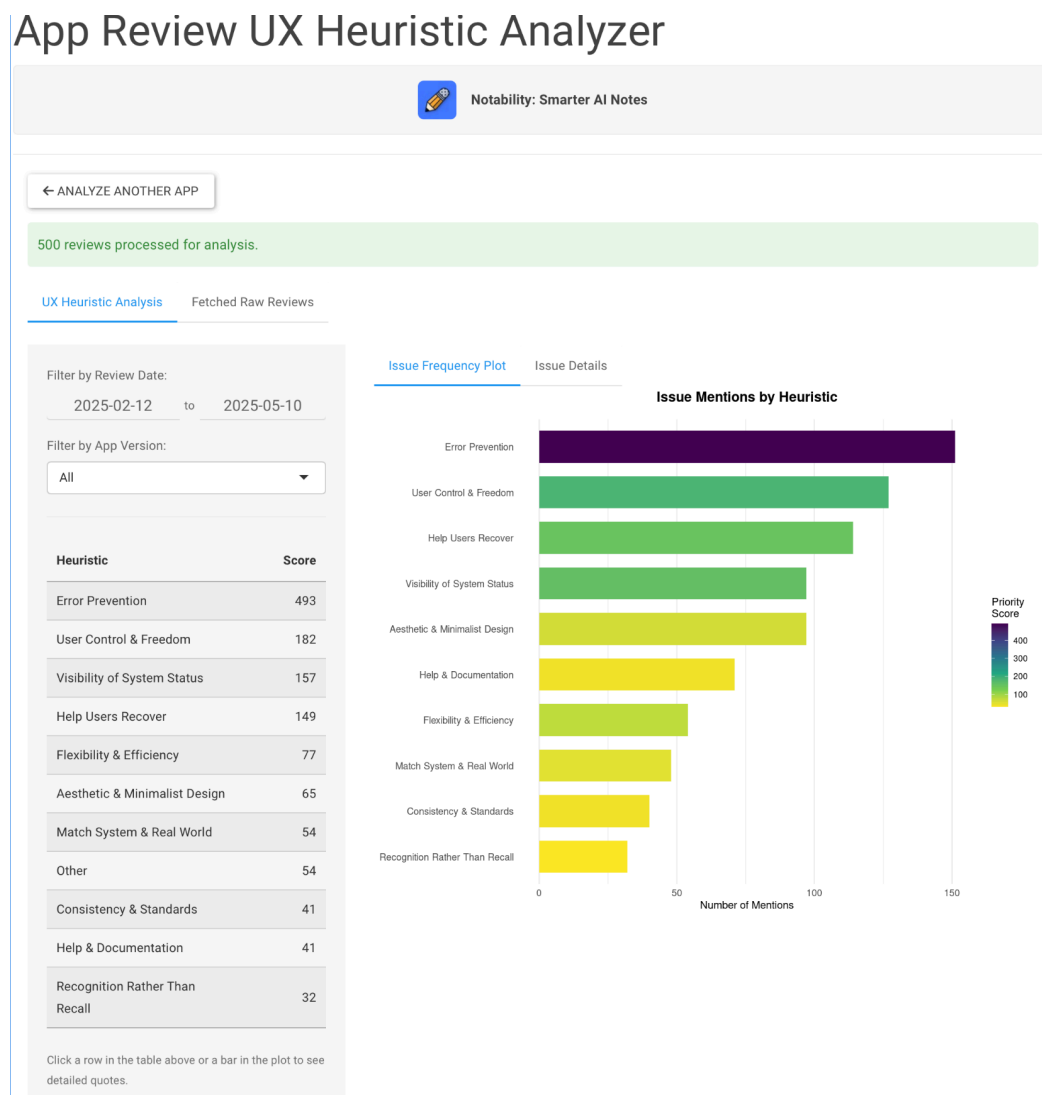 App Review UX Heuristic Analyzer
Notability: Smarter AI Notes
← ANALYZE ANOTHER APP
500 reviews processed for analysis.
UX Heuristic Analysis Fetched Raw Reviews
Filter by Review Date:
2025-02-12 to 2025-05-10
Filter by App Version:
All
Heuristic Score
Error Prevention 493
User Control & Freedom 182
Visibility of System Status 157
Help Users Recover 149
Flexibility & Efficiency 77
Aesthetic & Minimalist Design 65
Match System & Real World 54
Other 54
Consistency & Standards 41
Help & Documentation 41
Recognition Rather Than
Recall 32
Click a row in the table above or a bar in the plot to see
detailed quotes.
Issue Frequency Plot Issue Details
Issue Mentions by Heuristic
Error Prevention
User Control & Freedom
Help Users Recover
Visibility of System Status
Aesthetic & Minimalist Design
Help & Documentation
Flexibility & Efficiency
Match System & Real World
Consistency & Standards
Recognition Rather Than Recall
0 50 100 150
Number of Mentions
Priority
Score
400
300
200
100